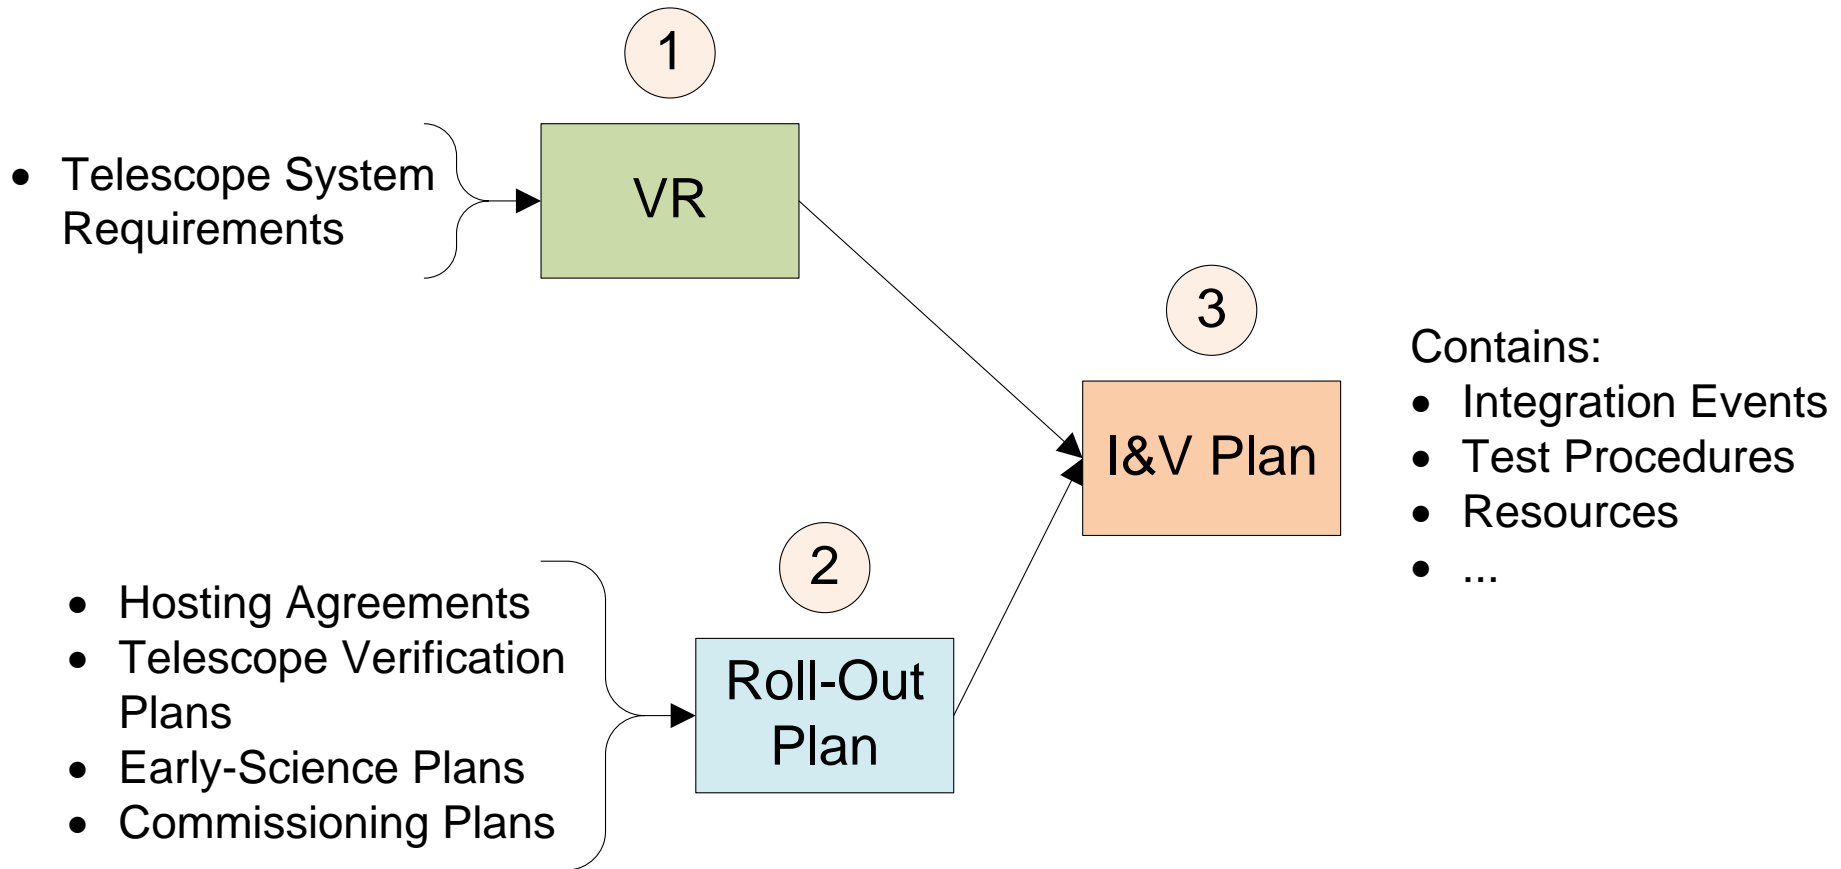 1
• Telescope System
Requirements
VR
3
I&V Plan
Contains:
• Integration Events
• Test Procedures
• Resources
• ...
2
• Hosting Agreements
• Telescope Verification
Plans
• Early-Science Plans
• Commissioning Plans
Roll-Out
Plan